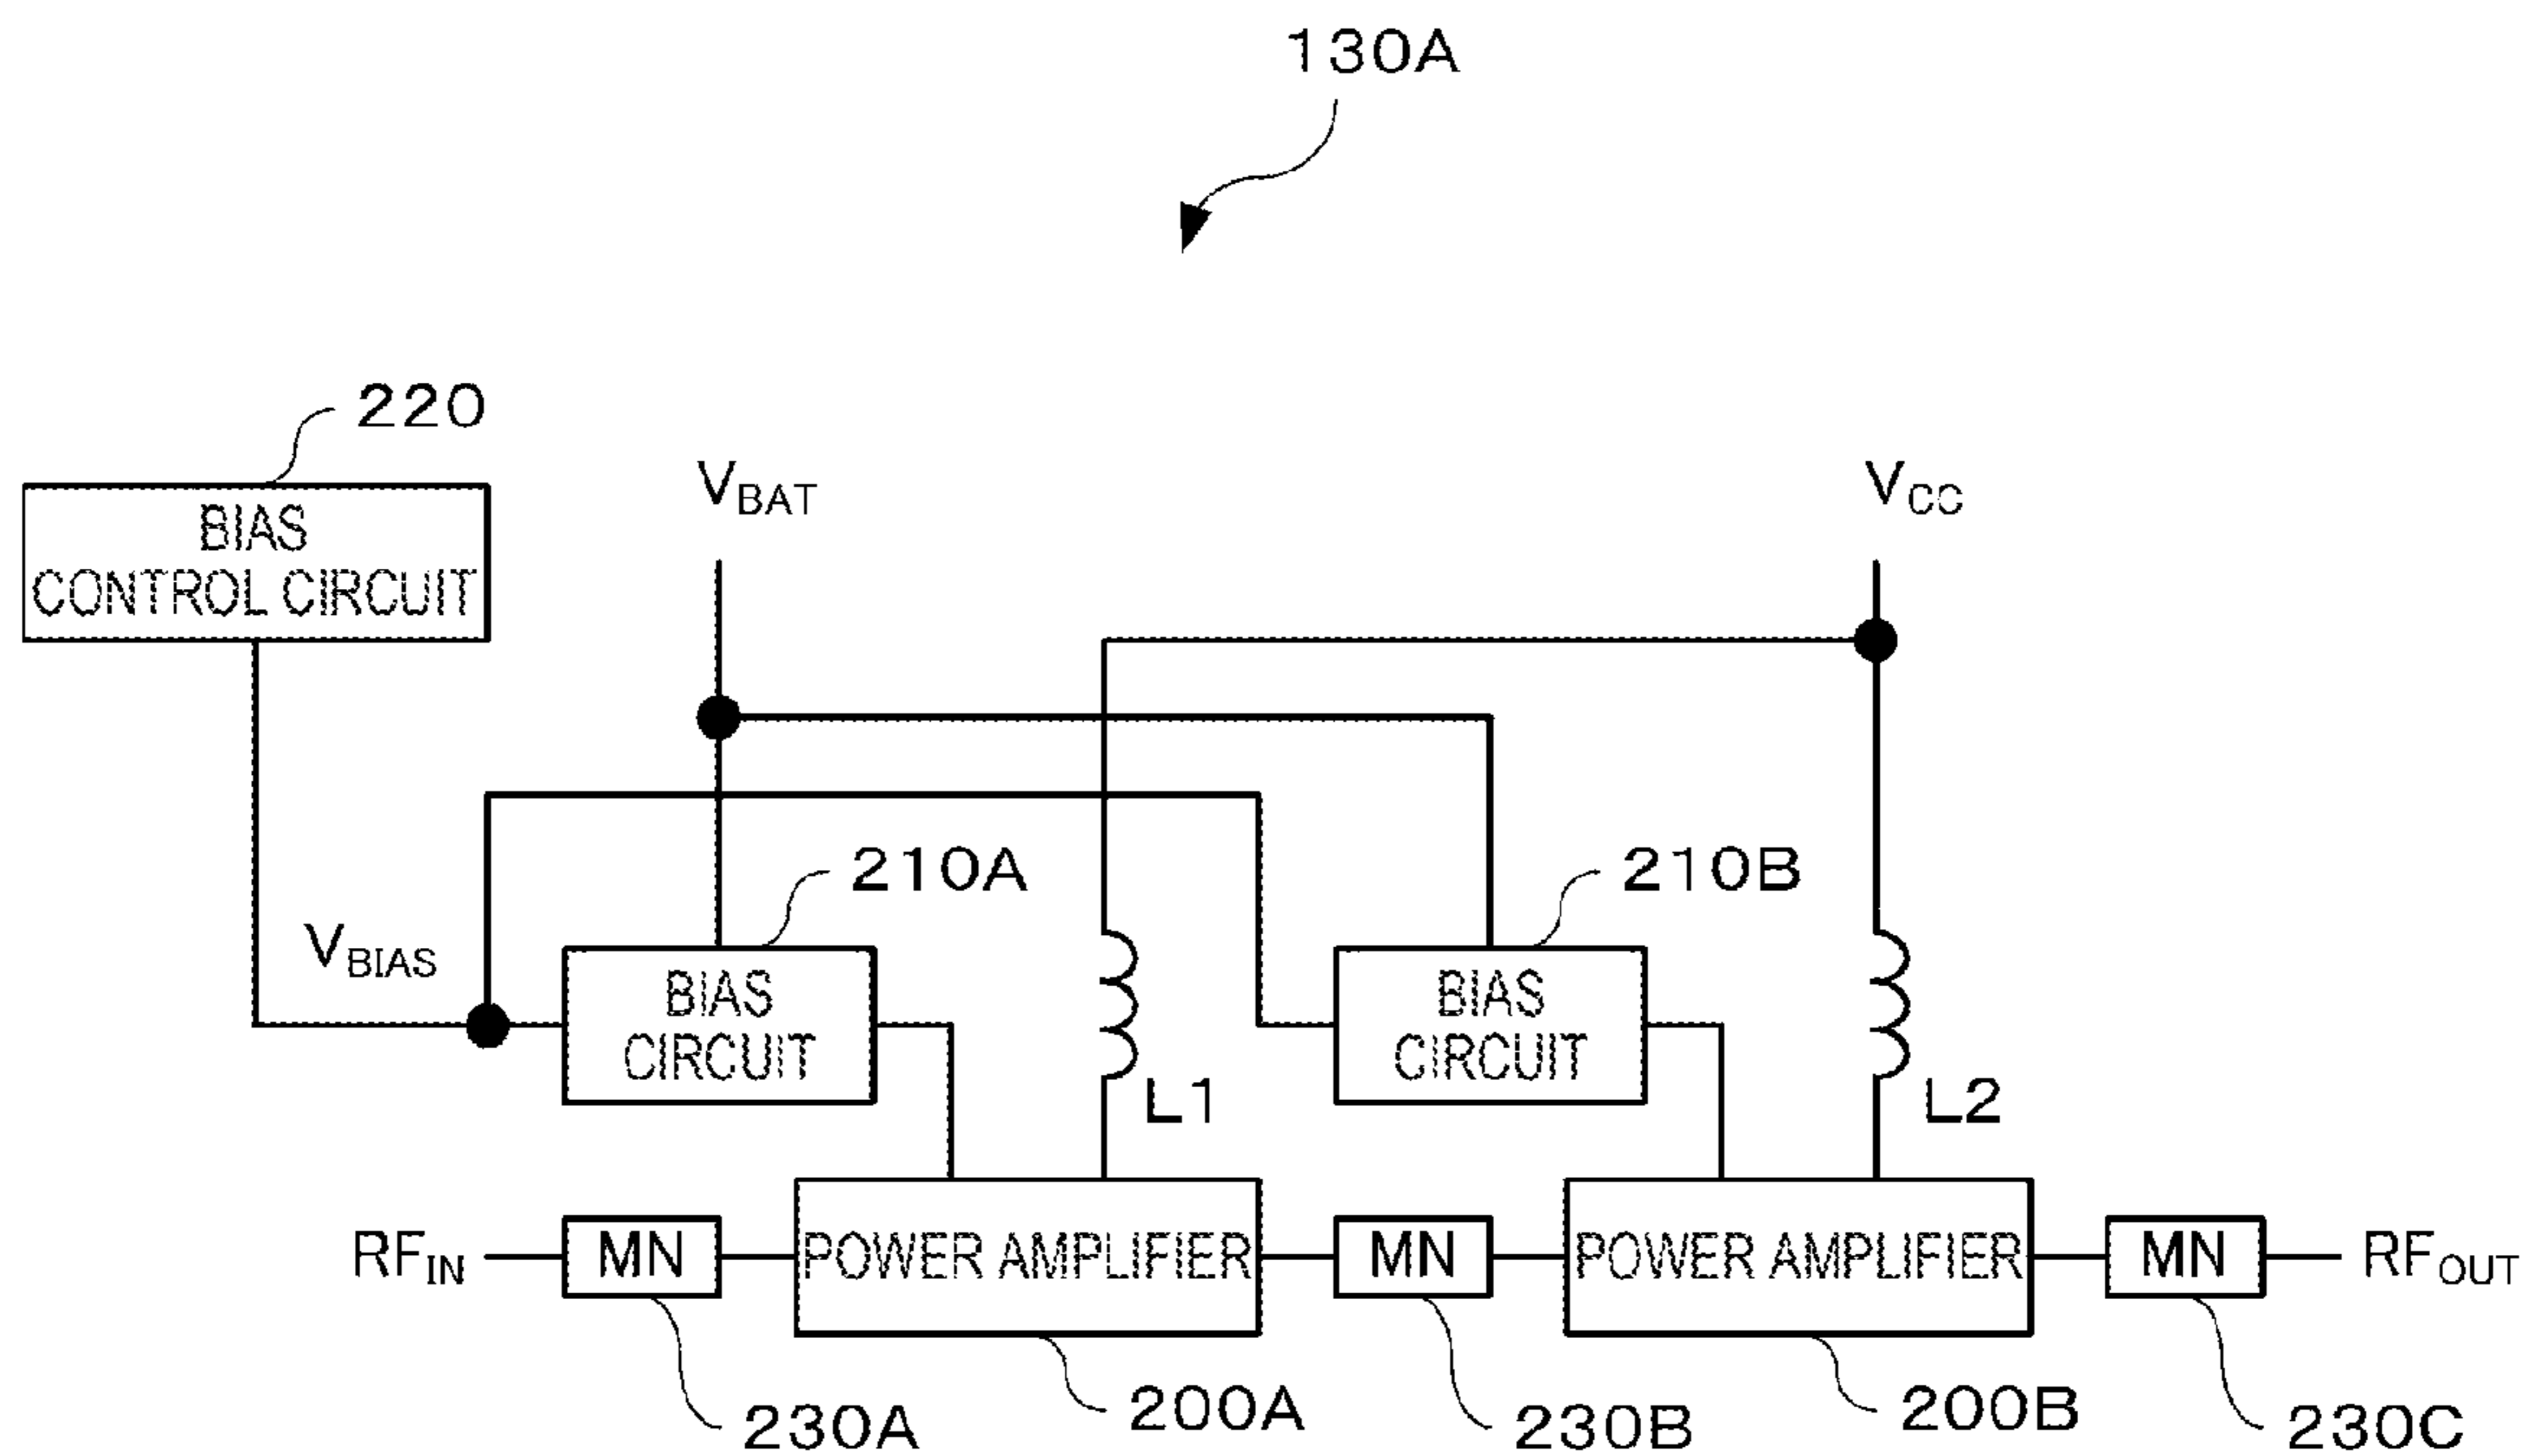 130A
220
BIAS
CONTROL CIRCUIT
VBAT
VCC
VBIAS
210A
BIAS
CIRCUIT
L1
210B
BIAS
CIRCUIT
L2
RFIN
MN
POWER AMPLIFIER
MN
POWER AMPLIFIER
MN
RFOUT
230A
200A
230B
200B
230C